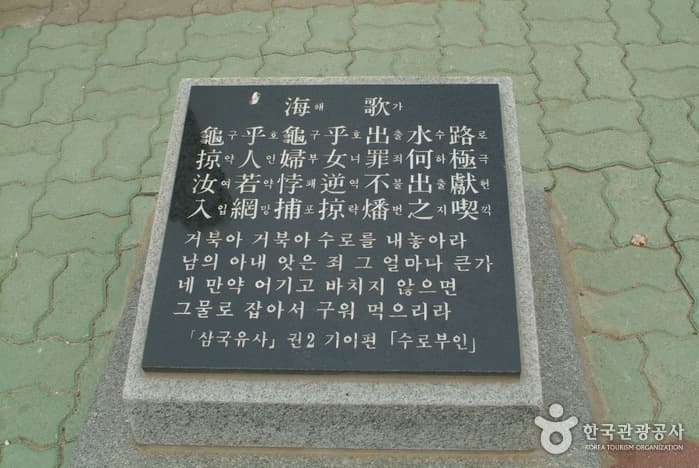 海해 歌가
龜구乎호龜구乎호出출水수路로
掠약人인婦부女녀罪죄何하極극
汝여若약悖패逆역不불出출獻헌
入입網망捕포掠략燔번之지喫끽
거북아 거북아 수로를 내놓아라
남의 아내 앗은 죄 그 얼마나 큰가
네 만약 어기고 바치지 않으면
그물로 잡아서 구워 먹으리라
「삼국유사」 권2 기이편 「수로부인」
한국관광공사
KOREA TOURISM ORGANIZATION